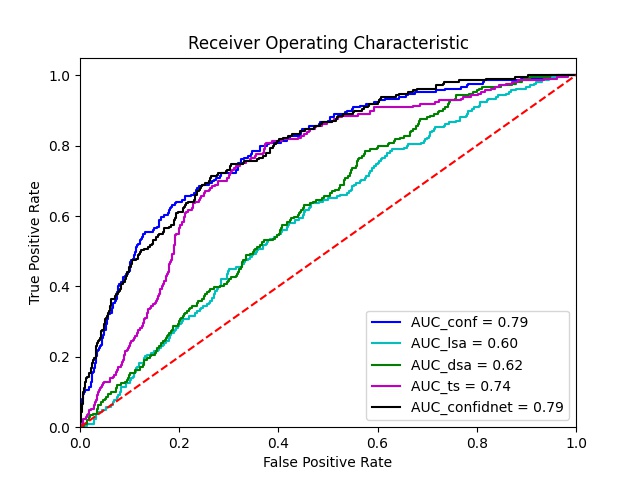 Receiver Operating Characteristic
True Positive Rate
1.0
0.8
0.6
0.4
0.2
0.0
AUC_conf = 0.79
AUC_lsa = 0.60
AUC_dsa = 0.62
AUC_ts = 0.74
AUC_confidnet = 0.79
0.0 0.2 0.4 0.6 0.8 1.0
False Positive Rate